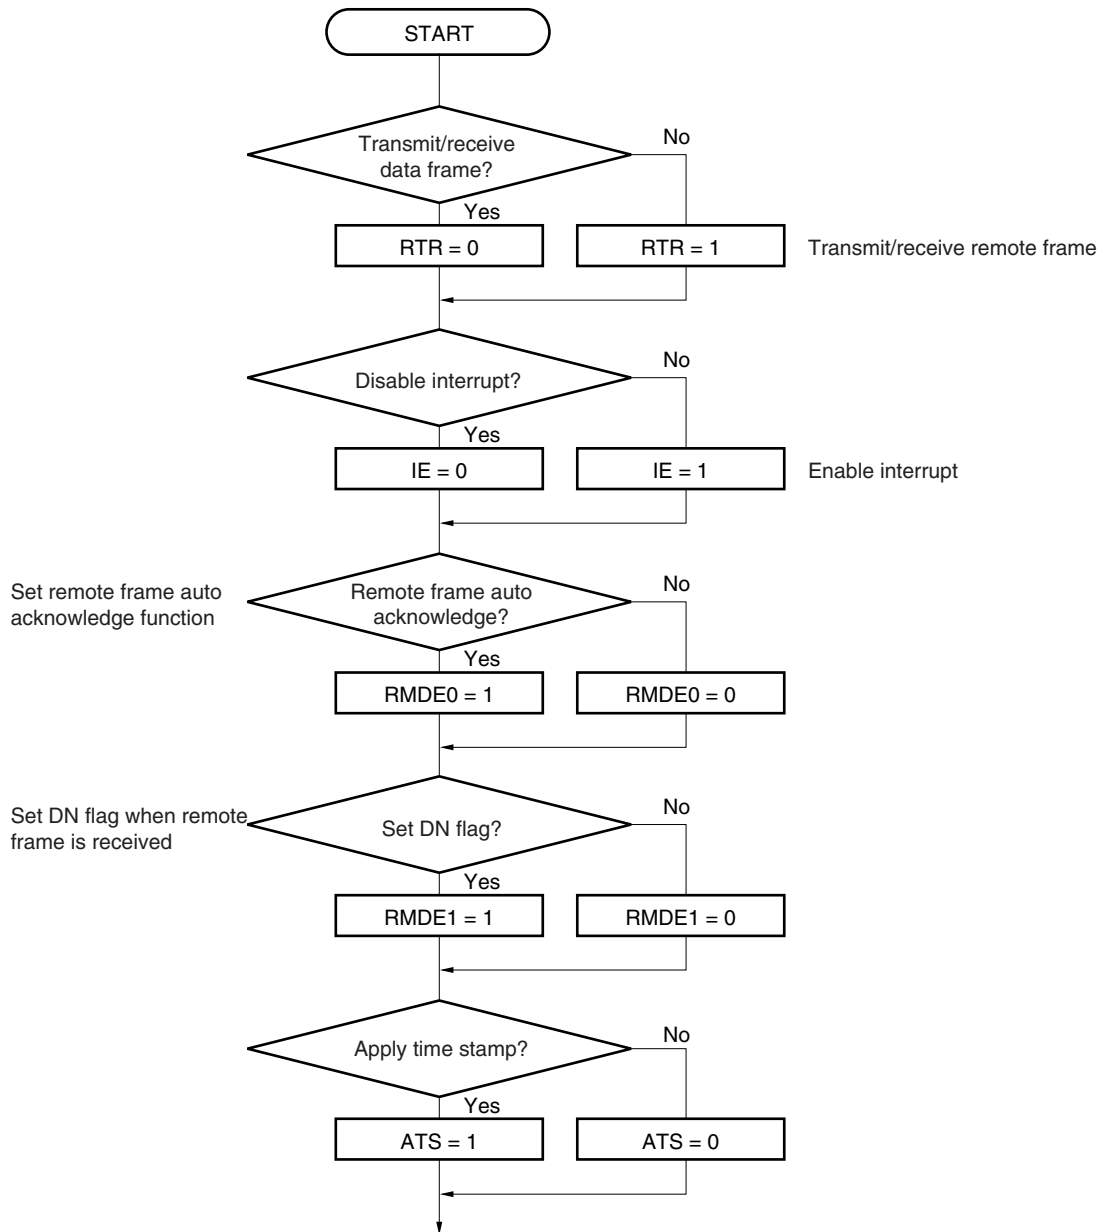 START
Transmit/receive
data frame?
No
Yes
RTR = 0
RTR = 1
Transmit/receive remote frame
Disable interrupt?
No
Yes
IE = 0
IE = 1
Enable interrupt
Set remote frame auto
acknowledge function
Remote frame auto
acknowledge?
No
Yes
RMDE0 = 1
RMDE0 = 0
Set DN flag when remote
frame is received
Set DN flag?
No
Yes
RMDE1 = 1
RMDE1 = 0
Apply time stamp?
No
Yes
ATS = 1
ATS = 0